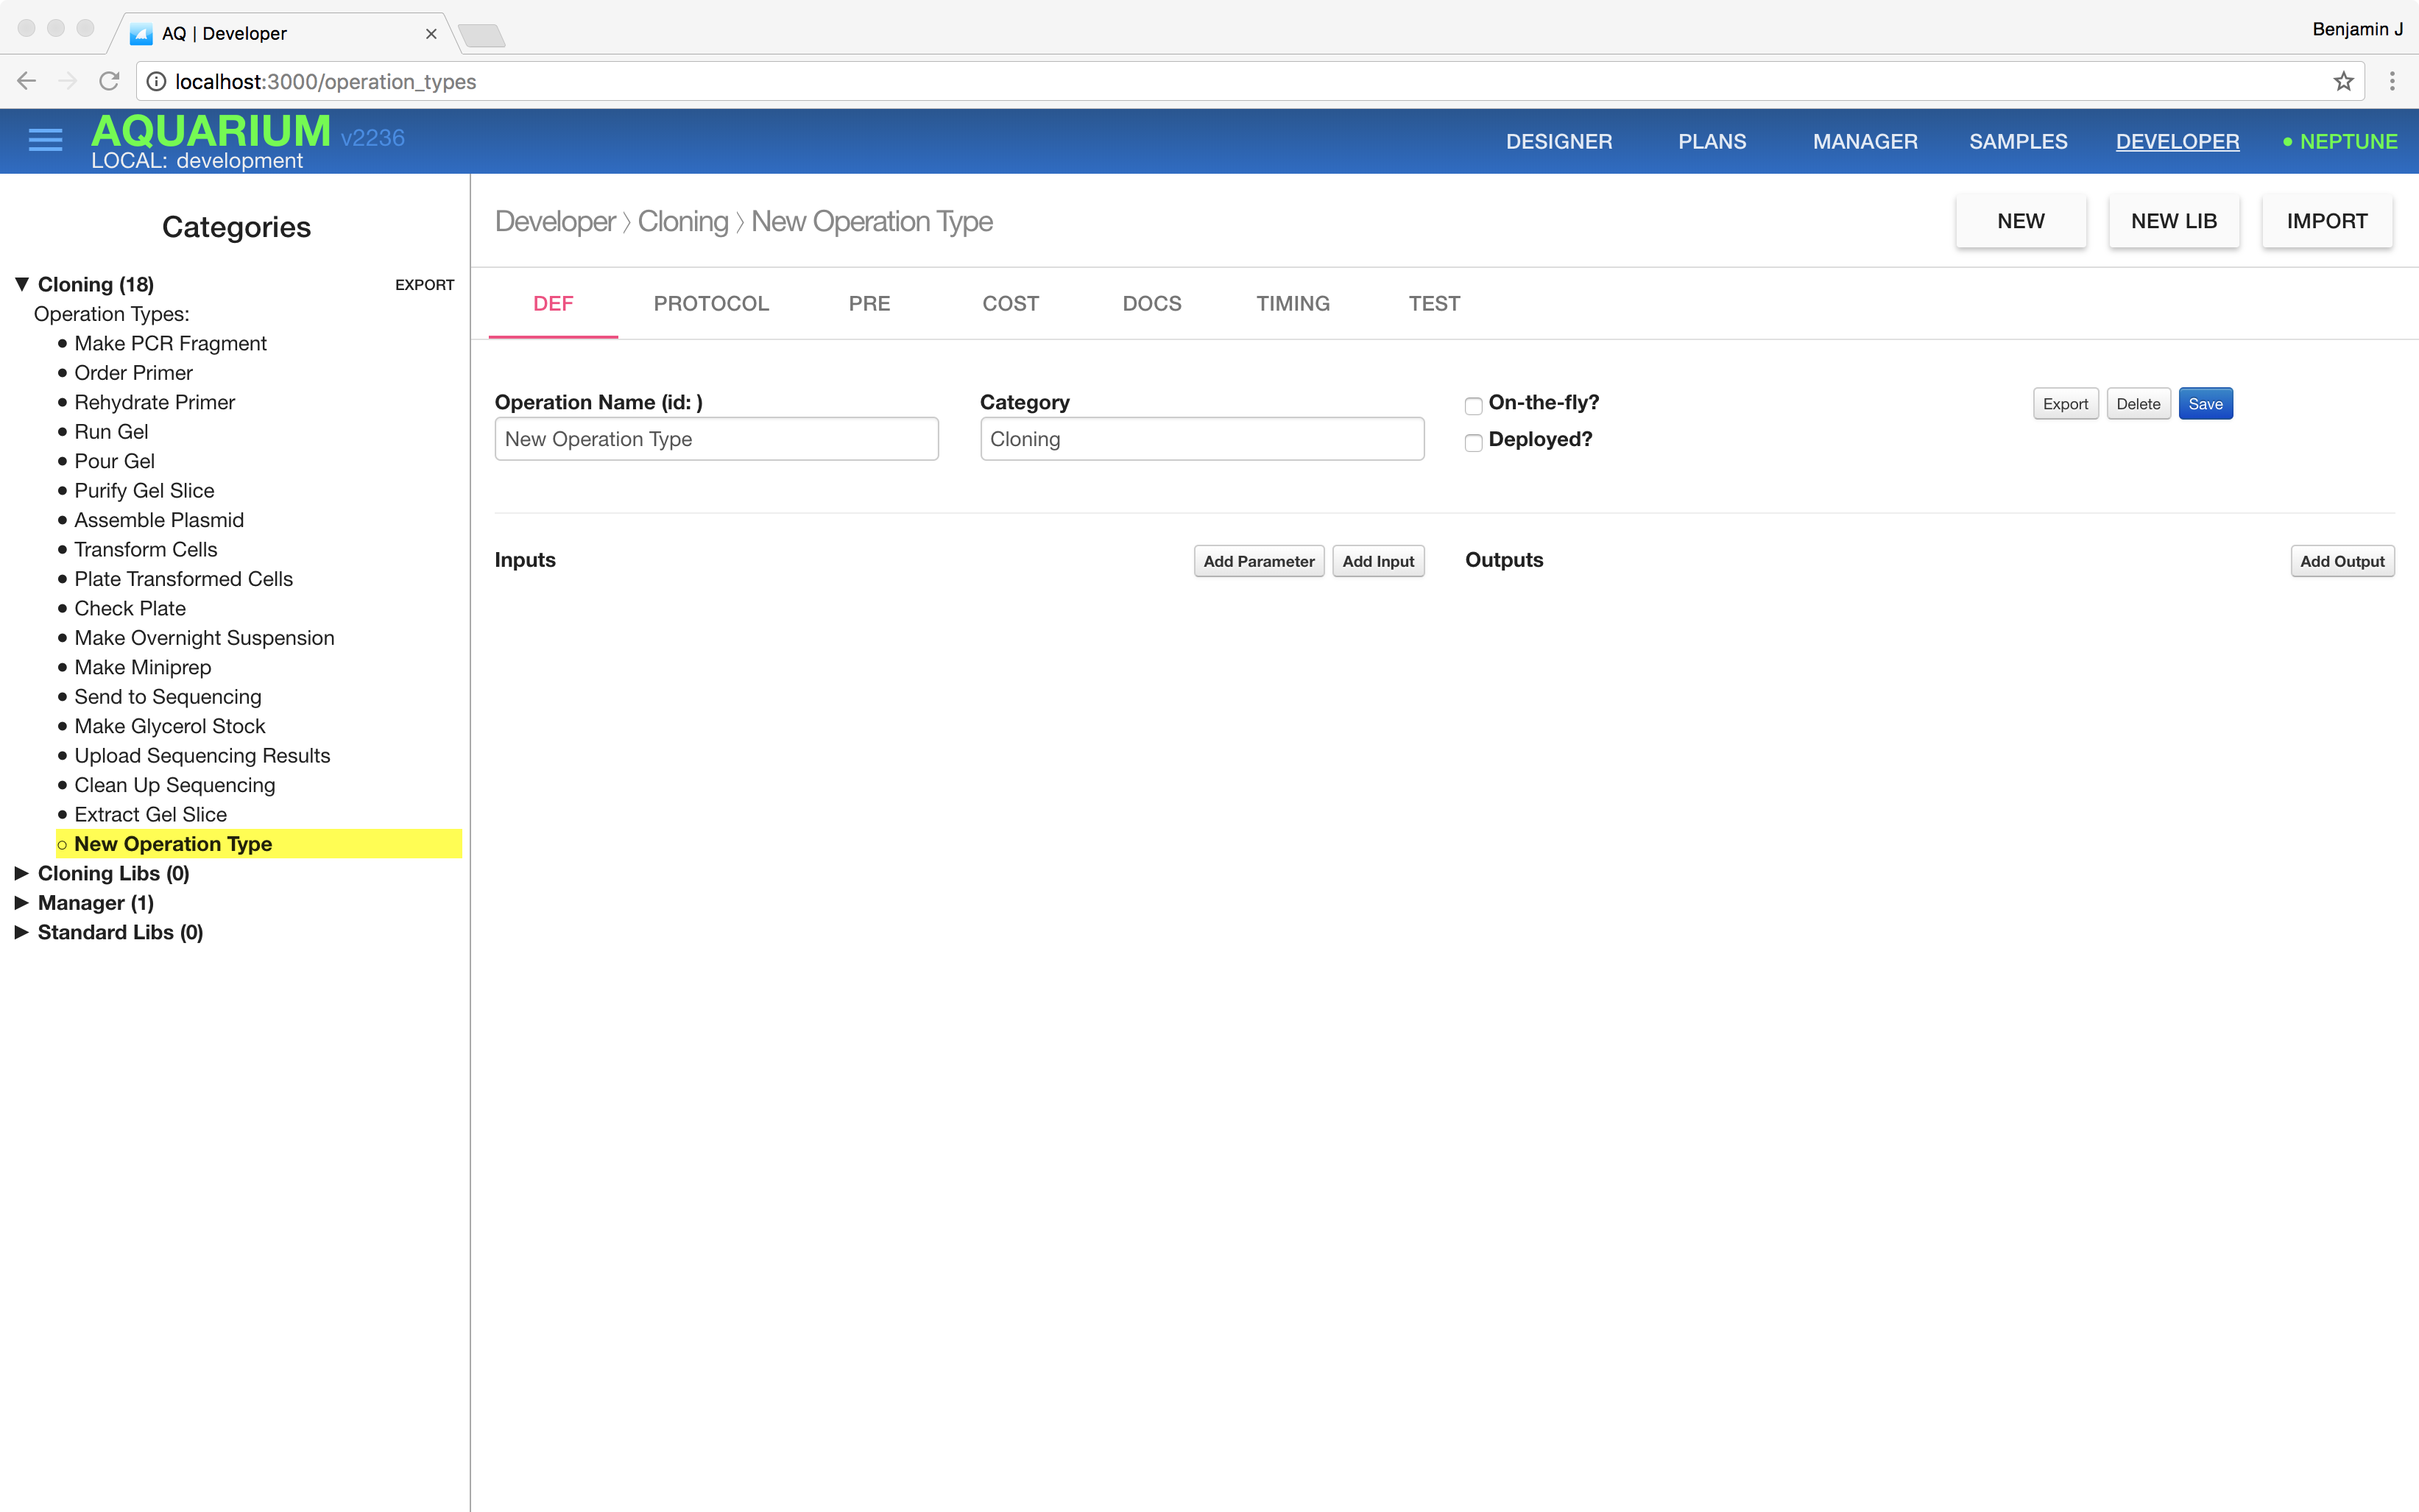 AQ | Developer
Benjamin J
localhost:3000/operation_types
AQUARIUM v2236
LOCAL: development
DESIGNER PLANS MANAGER SAMPLES DEVELOPER NEPTUNE
Categories
Cloning (18) EXPORT
Operation Types:
Make PCR Fragment
Order Primer
Rehydrate Primer
Run Gel
Pour Gel
Purify Gel Slice
Assemble Plasmid
Transform Cells
Plate Transformed Cells
Check Plate
Make Overnight Suspension
Make Miniprep
Send to Sequencing
Make Glycerol Stock
Upload Sequencing Results
Clean Up Sequencing
Extract Gel Slice
New Operation Type
Cloning Libs (0)
Manager (1)
Standard Libs (0)
Developer 〉 Cloning 〉 New Operation Type
NEW NEW LIB IMPORT
DEF PROTOCOL PRE COST DOCS TIMING TEST
Operation Name (id: ) Category On-the-fly? Export Delete Save
New Operation Type Cloning Deployed?
Inputs Add Parameter Add Input Outputs Add Output